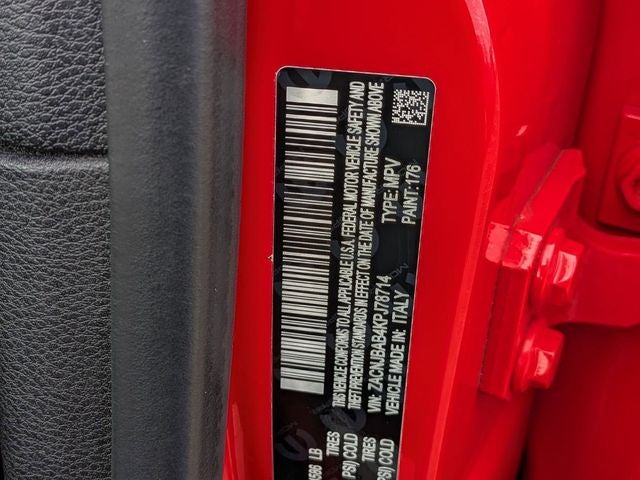 586 LB
TIRES
PSI) COLD
TIRES
PSI) COLD
THIS VEHICLE CONFORMS TO ALL APPLICABLE U.S.A. FEDERAL MOTOR VEHICLE SAFETY AND
THEFT PREVENTION STANDARDS IN EFFECT ON THE DATE OF MANUFACTURE SHOWN ABOVE
VIN: ZACNJBAB4KPJ78714
TYPE: MPV
VEHICLE MADE IN: ITALY
PAINT: 176